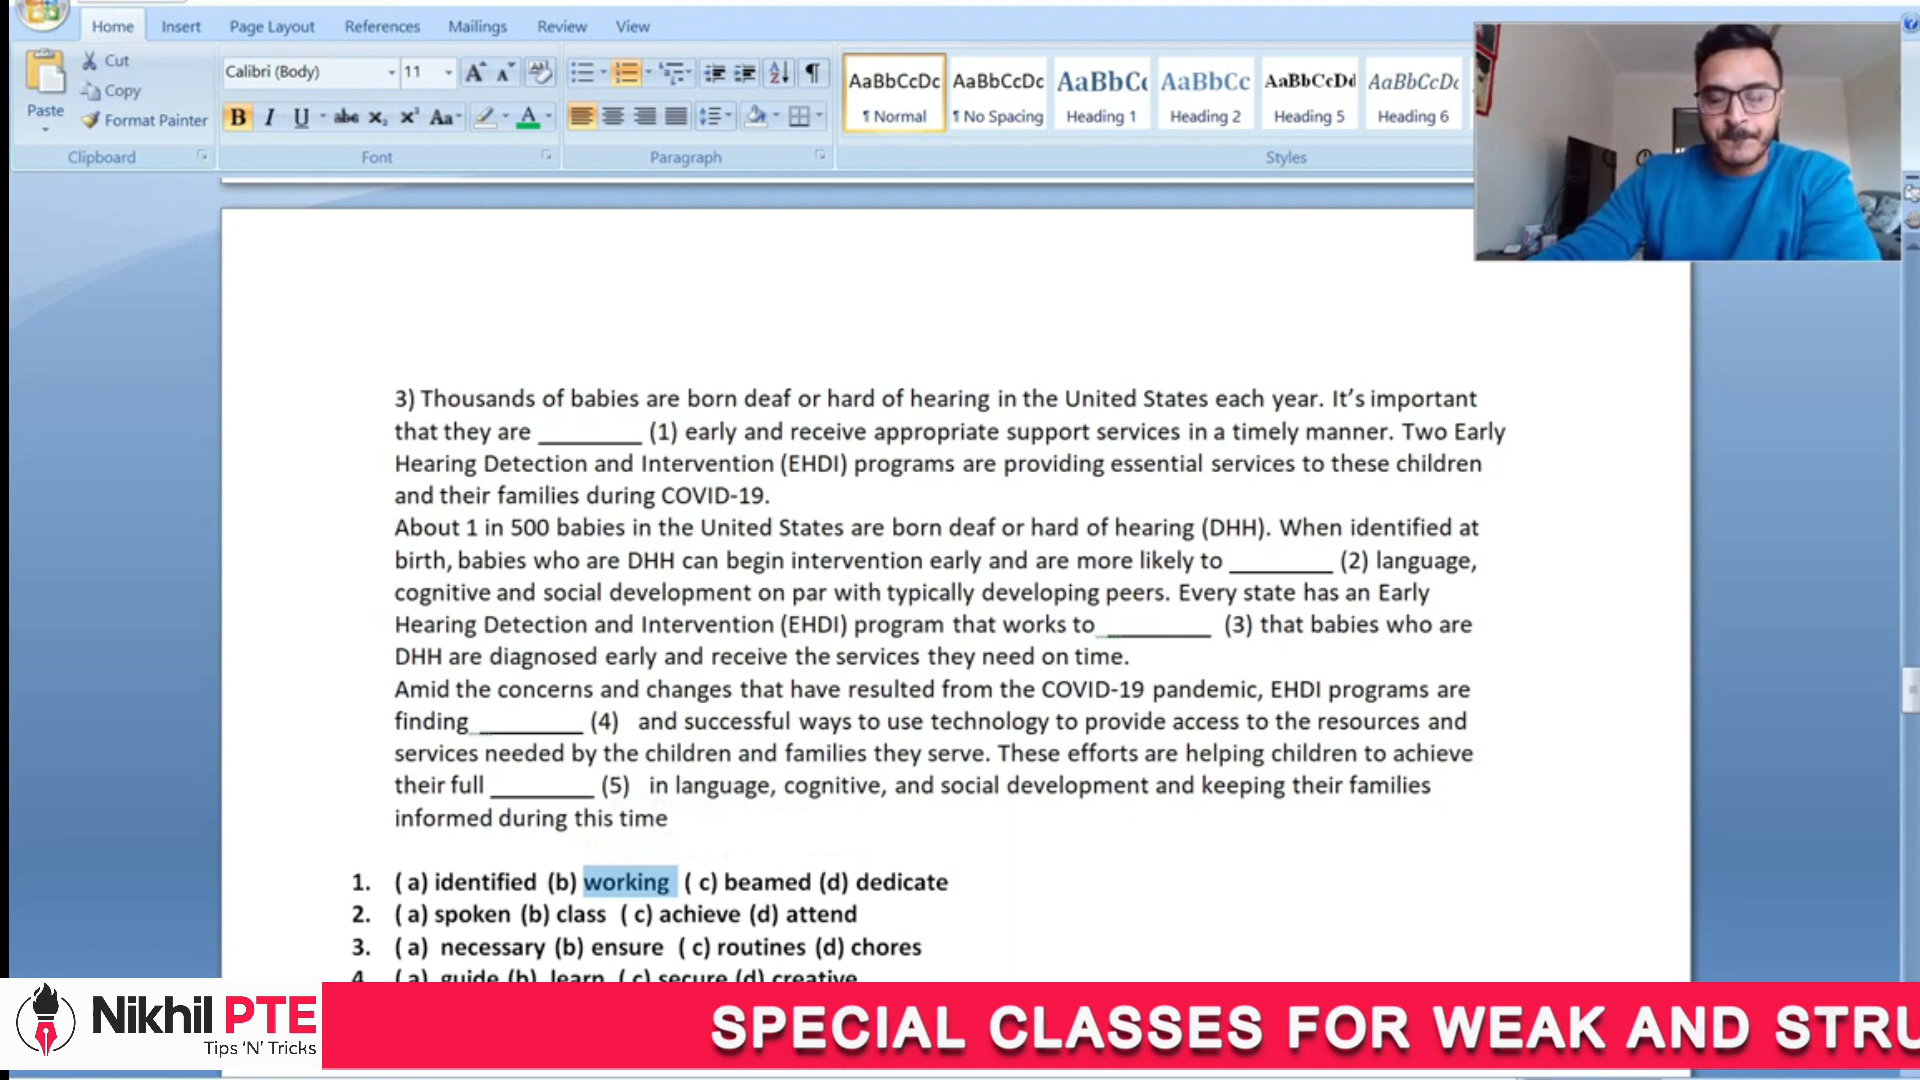 Home Insert Page Layout References Mailings Review View
Cut
Copy
Format Painter
Paste
Clipboard
Calibri (Body) 11
B I U abc X₂ X² Aa A
Font
Paragraph
AaBbCcDc AaBbCcDc AaBbCc AaBbCc AaBbCcDd AaBbCcDc
¶ Normal ¶ No Spacing Heading 1 Heading 2 Heading 5 Heading 6
Styles
3) Thousands of babies are born deaf or hard of hearing in the United States each year. It's important
that they are ________ (1) early and receive appropriate support services in a timely manner. Two Early
Hearing Detection and Intervention (EHDI) programs are providing essential services to these children
and their families during COVID-19.
About 1 in 500 babies in the United States are born deaf or hard of hearing (DHH). When identified at
birth, babies who are DHH can begin intervention early and are more likely to ________ (2) language,
cognitive and social development on par with typically developing peers. Every state has an Early
Hearing Detection and Intervention (EHDI) program that works to ________ (3) that babies who are
DHH are diagnosed early and receive the services they need on time.
Amid the concerns and changes that have resulted from the COVID-19 pandemic, EHDI programs are
finding ________ (4) and successful ways to use technology to provide access to the resources and
services needed by the children and families they serve. These efforts are helping children to achieve
their full ________ (5) in language, cognitive, and social development and keeping their families
informed during this time
1. ( a) identified (b) working ( c) beamed (d) dedicate
2. ( a) spoken (b) class ( c) achieve (d) attend
3. ( a) necessary (b) ensure ( c) routines (d) chores
4. ( a) guide (b) learn ( c) secure (d) creative
Nikhil PTE
Tips 'N' Tricks
SPECIAL CLASSES FOR WEAK AND STRU